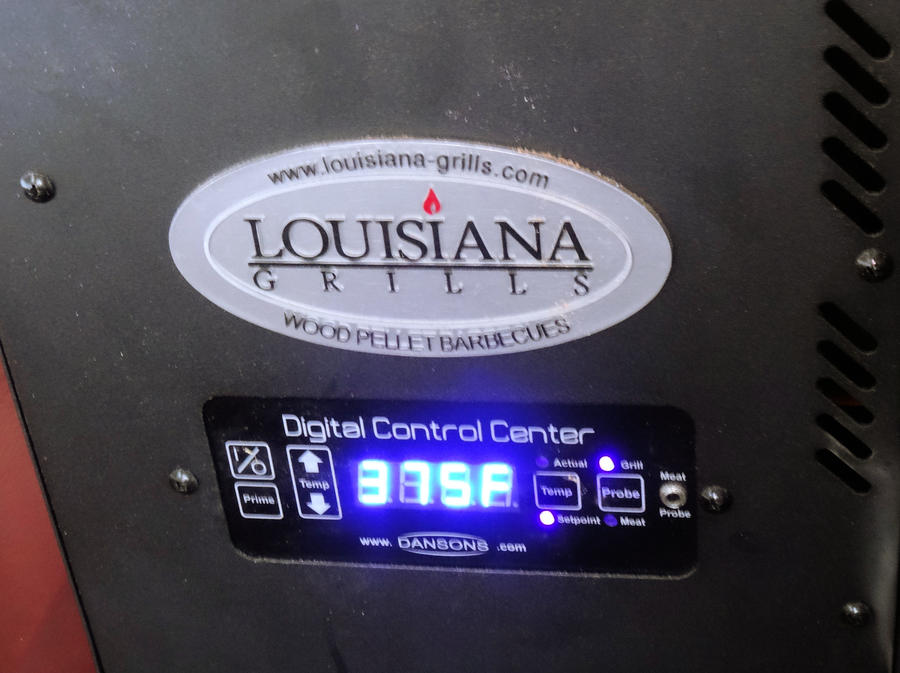 www.louisiana-grills.com
LOUISIANA
GRILLS
WOOD PELLET BARBECUES
Digital Control Center
Prime
Temp
375F
Actual
Temp
Setpoint
Grill
Probe
Meat
Meat
Probe
www.DANSONS.com